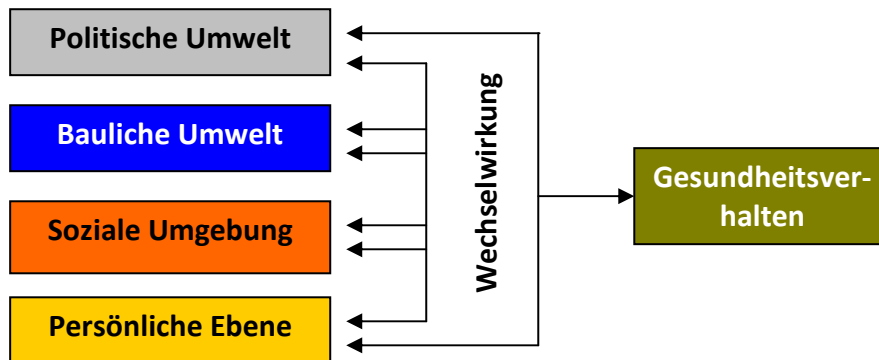 Politische Umwelt
Bauliche Umwelt
Soziale Umgebung
Persönliche Ebene
Wechselwirkung
Gesundheitsver-
halten